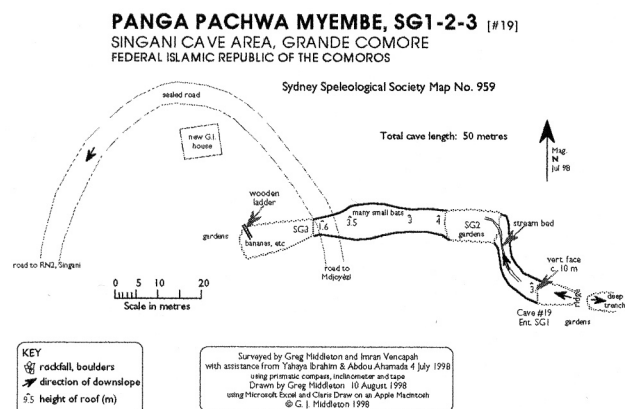 PANGA PACHWA MYEMBE, SG1-2-3 [#19]
SINGANI CAVE AREA, GRANDE COMORE
FEDERAL ISLAMIC REPUBLIC OF THE COMOROS
Sydney Speleological Society Map No. 959
sealed road
new G.I.
house
Total cave length: 50 metres
Mag.
N
Jul 98
wooden
ladder
many small bats
SG3
1.6
3.5
3
4
SG2
gardens
stream bed
gardens
bananas, etc
vert face
c. 10 m
road to RN2, Singani
road to
Mdjoyézi
3
ridge
deep
trench
Cave #19
Ent. SG1
gardens
0 5 10 20
Scale in metres
KEY
rockfall, boulders
direction of downslope
9.5 height of roof (m)
Surveyed by Greg Middleton and Imran Vencapah
with assistance from Yahaya Ibrahim & Abdou Ahamada 4 July 1998
using prismatic compass, inclinometer and tape
Drawn by Greg Middleton 10 August 1998
using Microsoft Excel and Claris Draw on an Apple Macintosh
© G. J. Middleton 1998